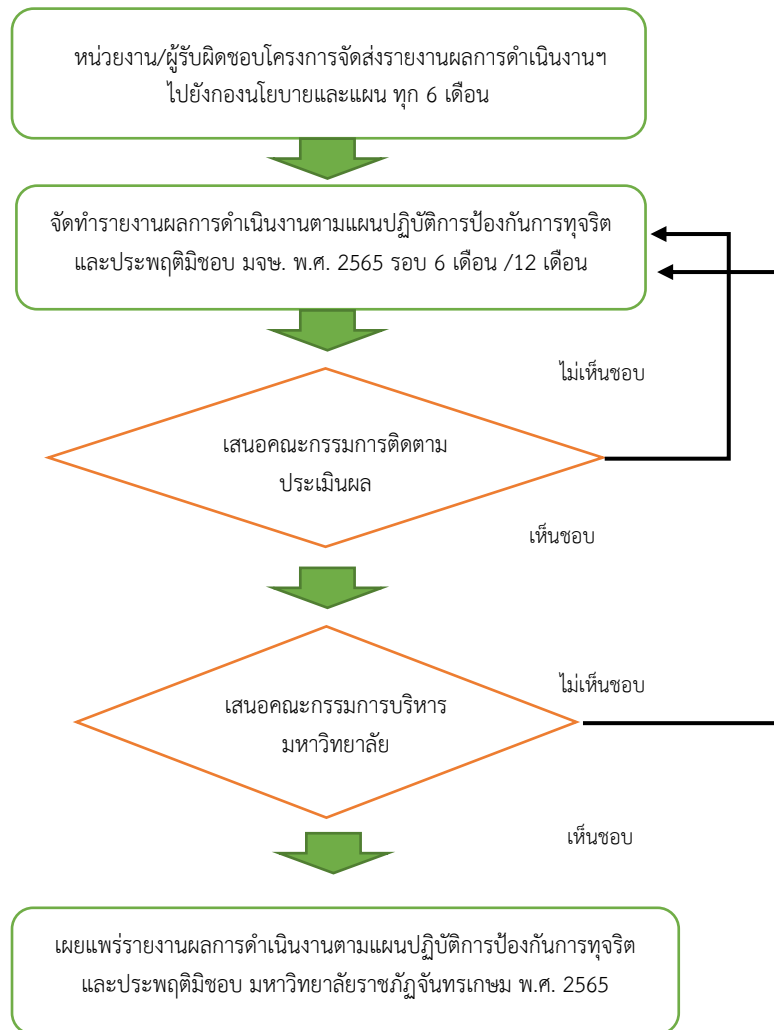 หน่วยงาน/ผู้รับผิดชอบโครงการจัดส่งรายงานผลการดำเนินงานฯ
ไปยังกองนโยบายและแผน ทุก 6 เดือน
จัดทำรายงานผลการดำเนินงานตามแผนปฏิบัติการป้องกันการทุจริต
และประพฤติมิชอบ มจษ. พ.ศ. 2565 รอบ 6 เดือน /12 เดือน
ไม่เห็นชอบ
เสนอคณะกรรมการติดตาม
ประเมินผล
เห็นชอบ
ไม่เห็นชอบ
เสนอคณะกรรมการบริหาร
มหาวิทยาลัย
เห็นชอบ
เผยแพร่รายงานผลการดำเนินงานตามแผนปฏิบัติการป้องกันการทุจริต
และประพฤติมิชอบ มหาวิทยาลัยราชภัฏจันทรเกษม พ.ศ. 2565